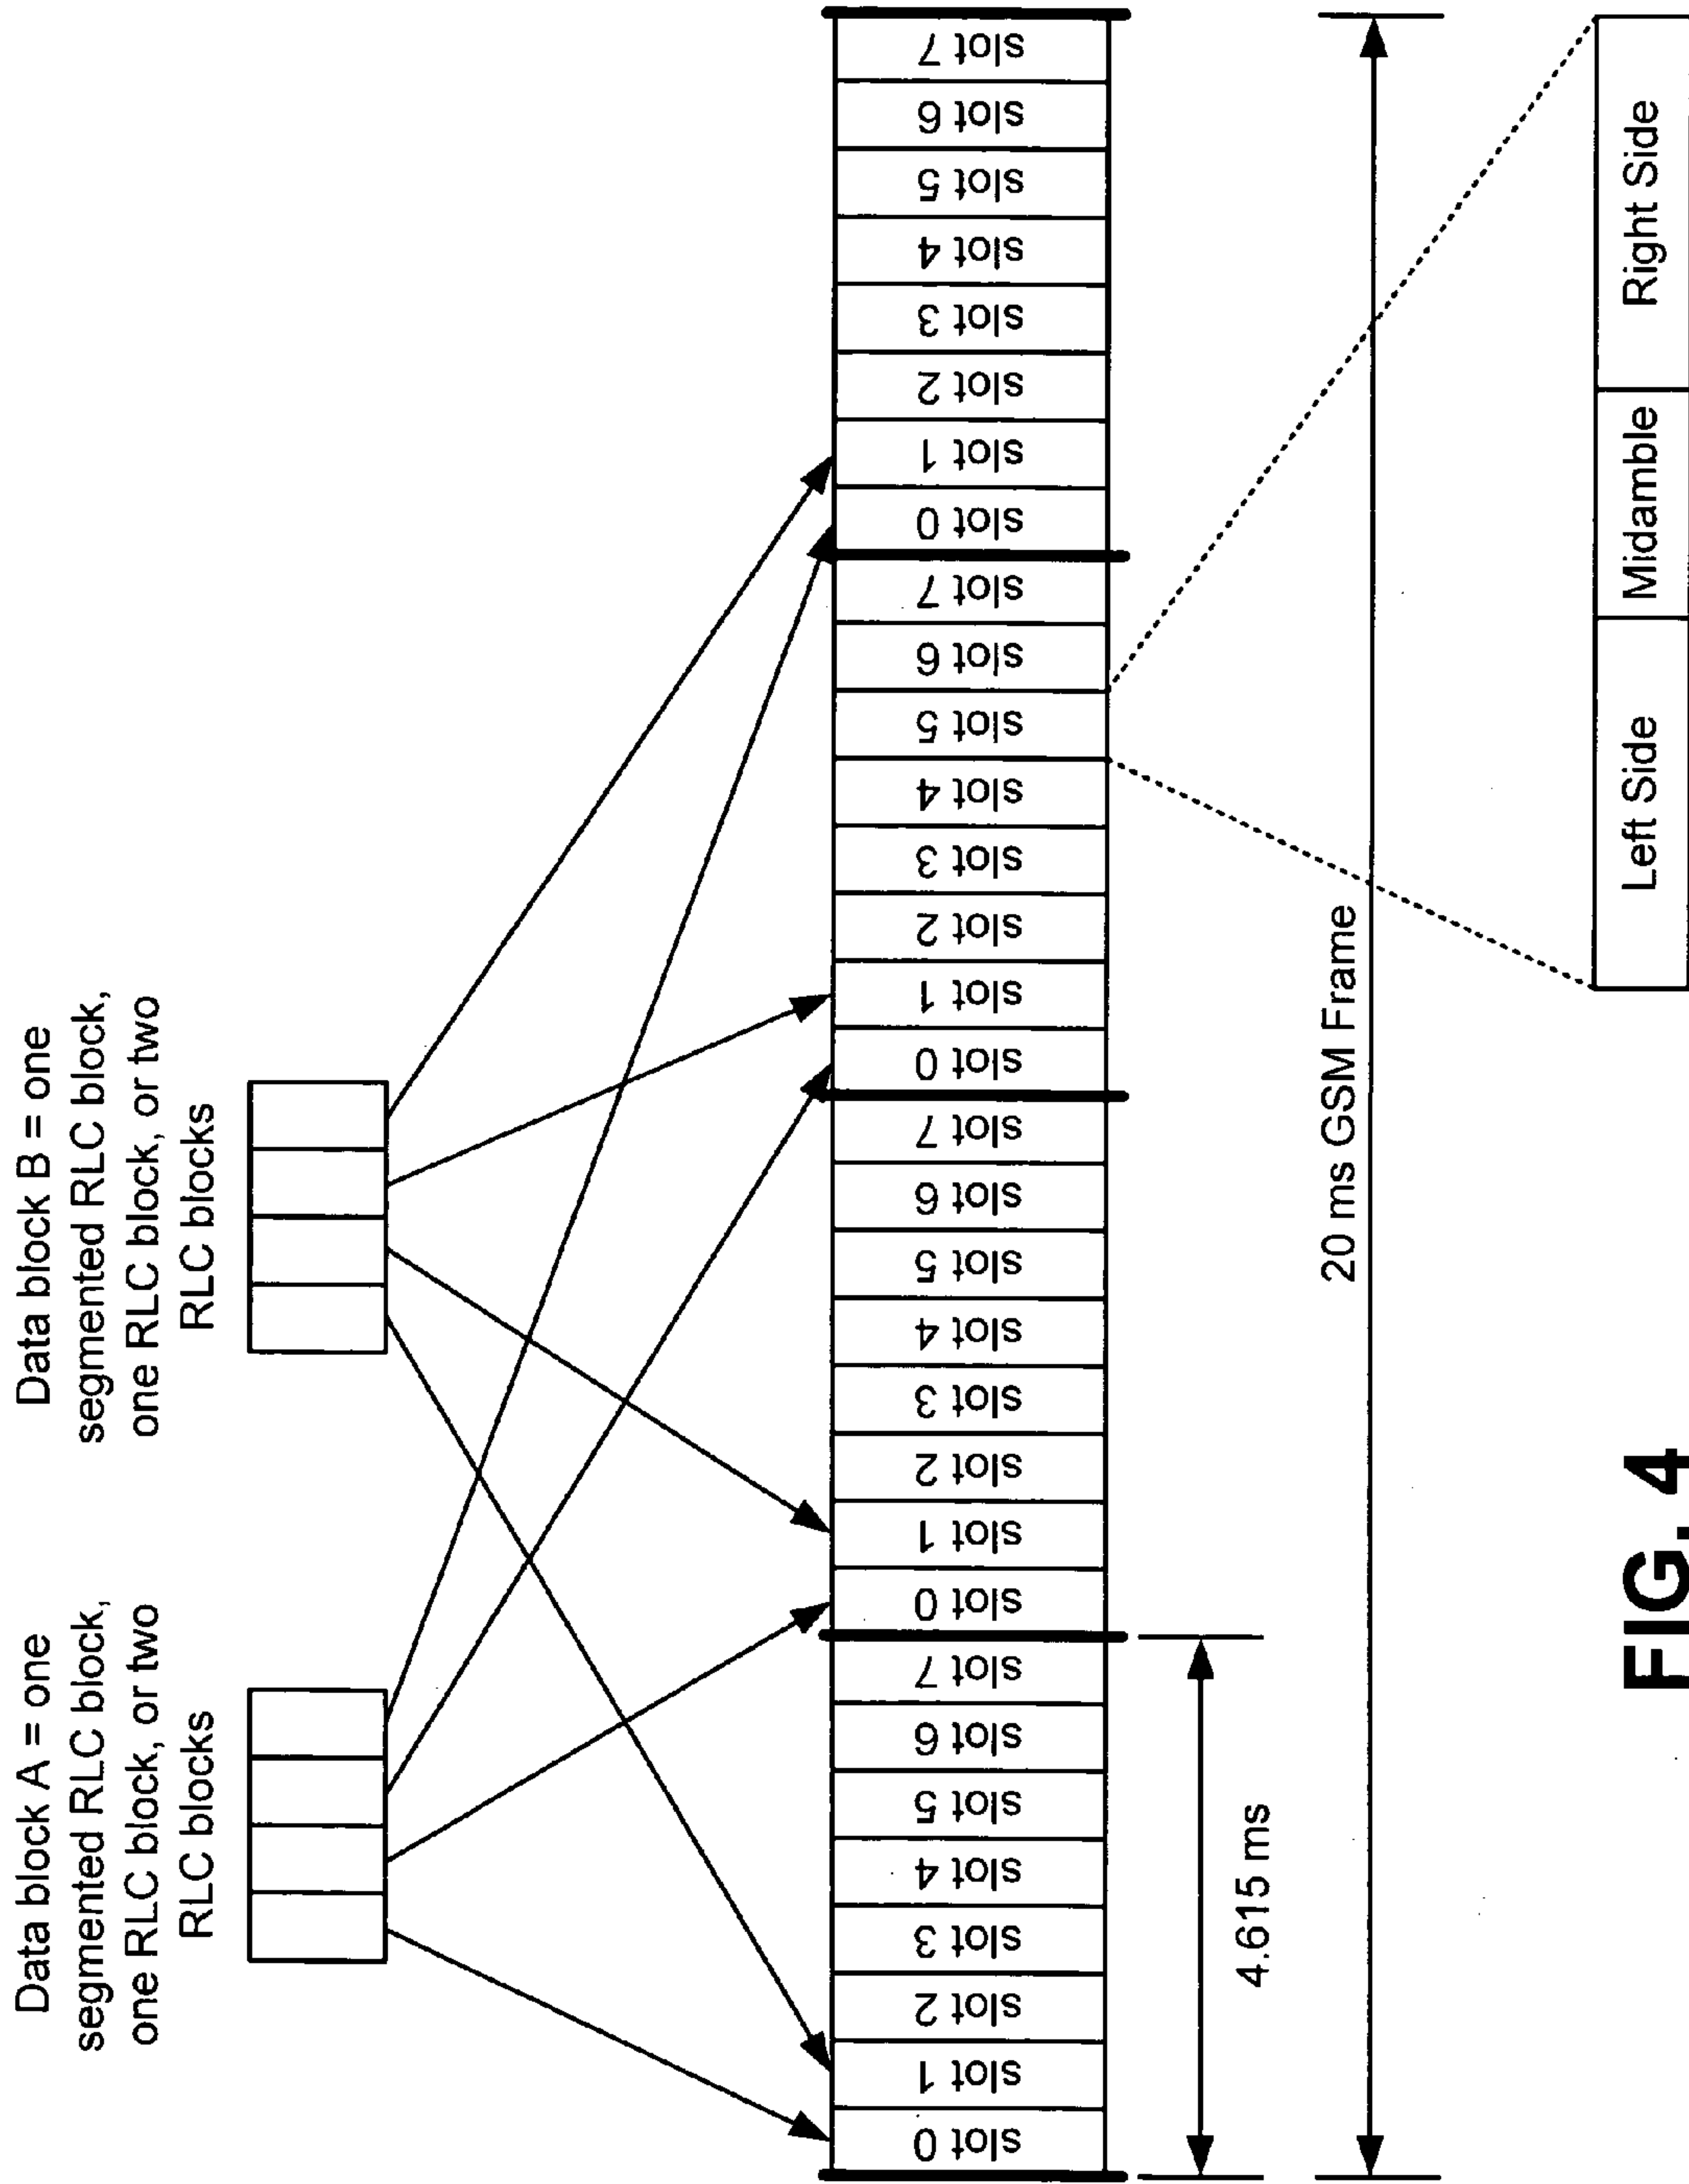 Data block A = one
segmented RLC block,
one RLC block, or two
RLC blocks
Data block B = one
segmented RLC block,
one RLC block, or two
RLC blocks
slot 0
slot 1
slot 2
slot 3
slot 4
slot 5
slot 6
slot 7
slot 0
slot 1
slot 2
slot 3
slot 4
slot 5
slot 6
slot 7
slot 0
slot 1
slot 2
slot 3
slot 4
slot 5
slot 6
slot 7
slot 0
slot 1
slot 2
slot 3
slot 4
slot 5
slot 6
slot 7
4.615 ms
20 ms GSM Frame
Left Side
Midamble
Right Side
FIG. 4